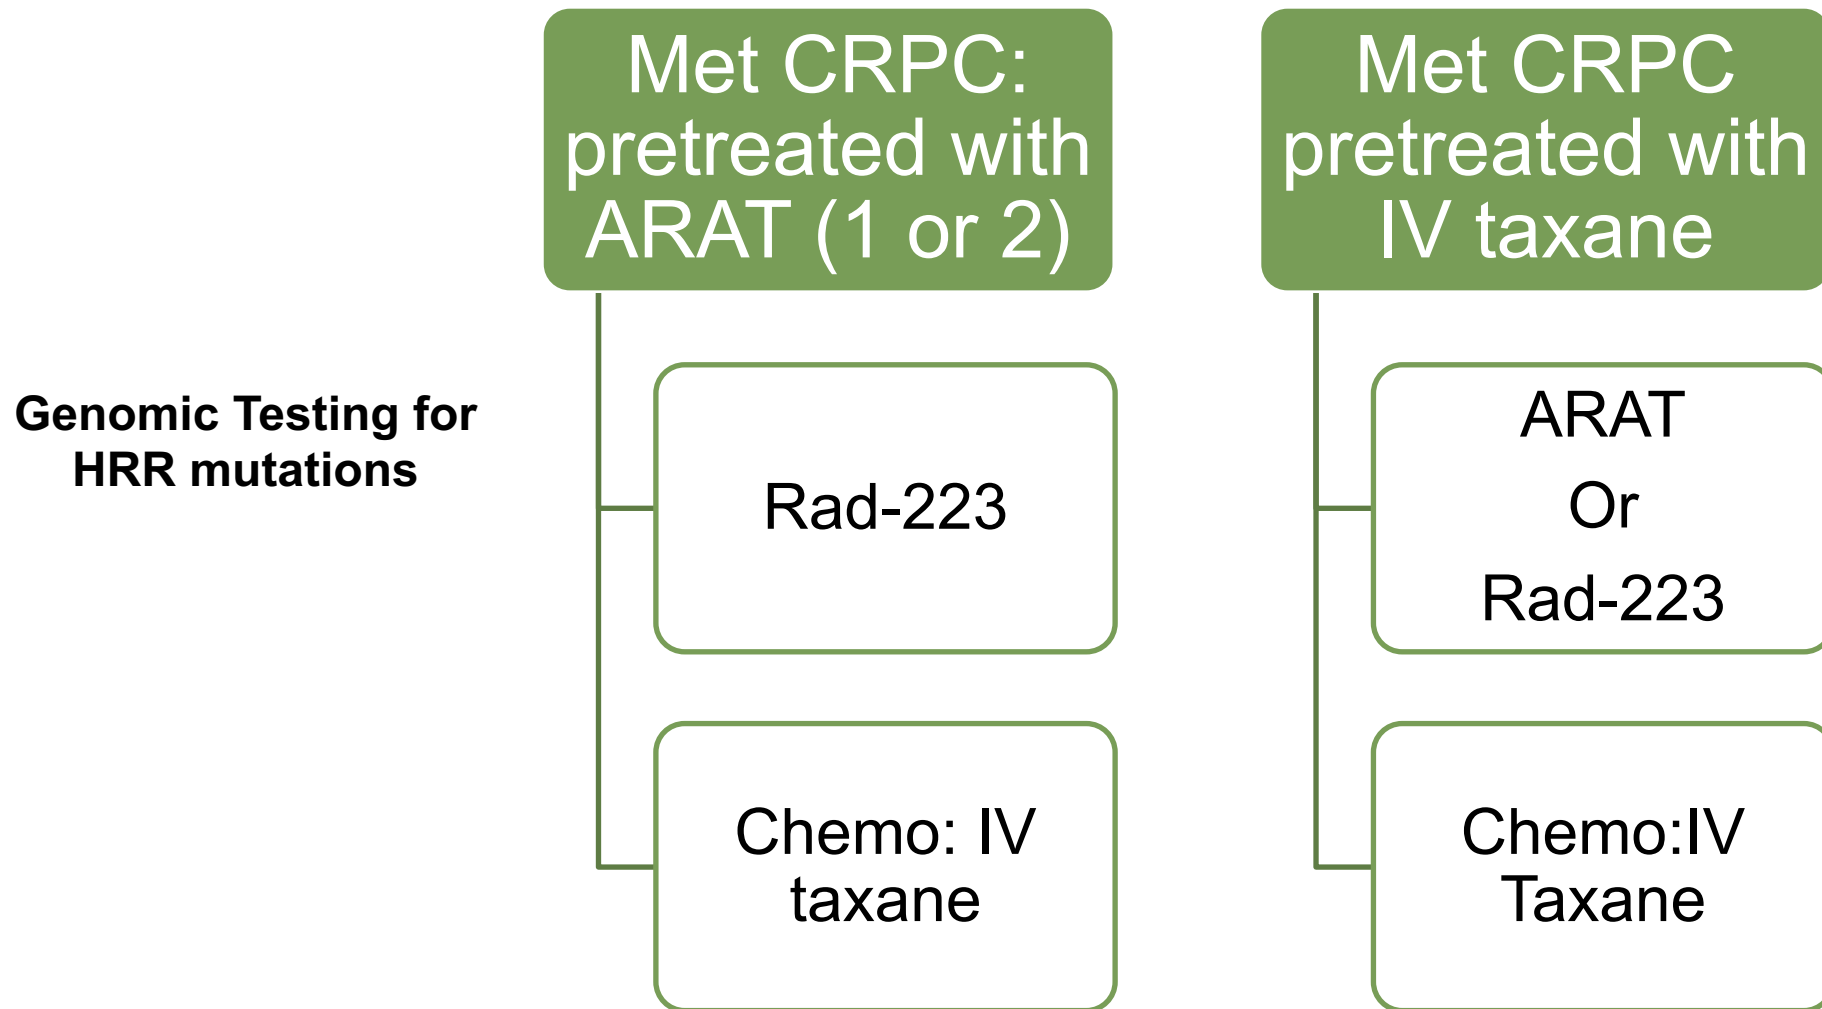 Genomic Testing for
HRR mutations
Met CRPC:
pretreated with
ARAT (1 or 2)
Rad-223
Chemo: IV
taxane
Met CRPC
pretreated with
IV taxane
ARAT
Or
Rad-223
Chemo:IV
Taxane